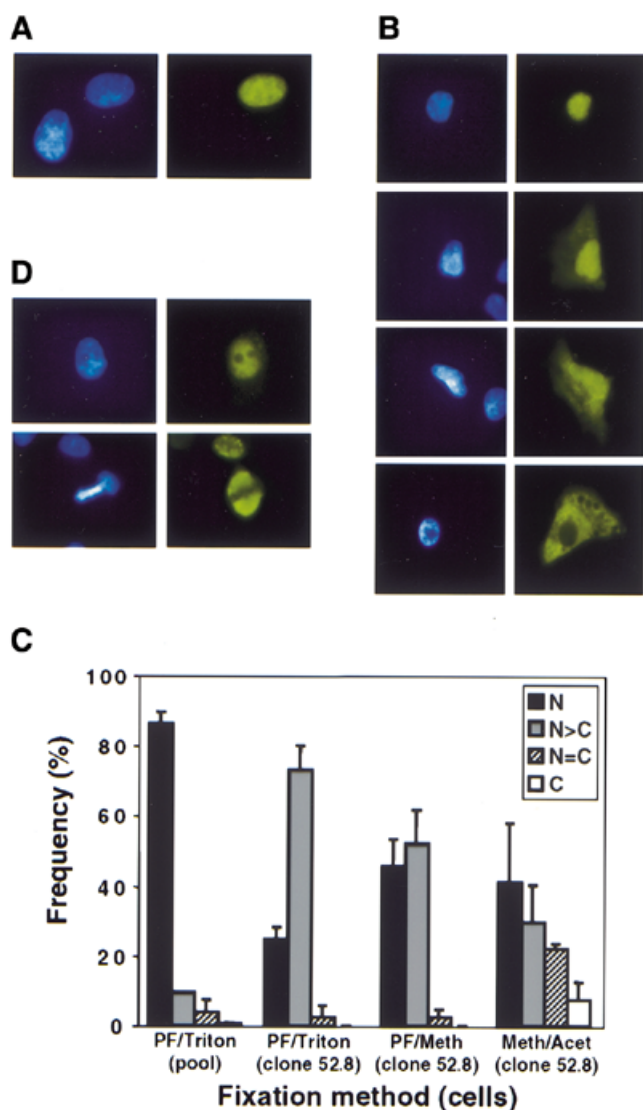 A
B
D
C
Frequency (%)
100
80
60
40
20
0
N
N>C
N=C
C
PF/Triton (pool)
PF/Triton (clone 52.8)
PF/Meth (clone 52.8)
Meth/Acet (clone 52.8)
Fixation method (cells)